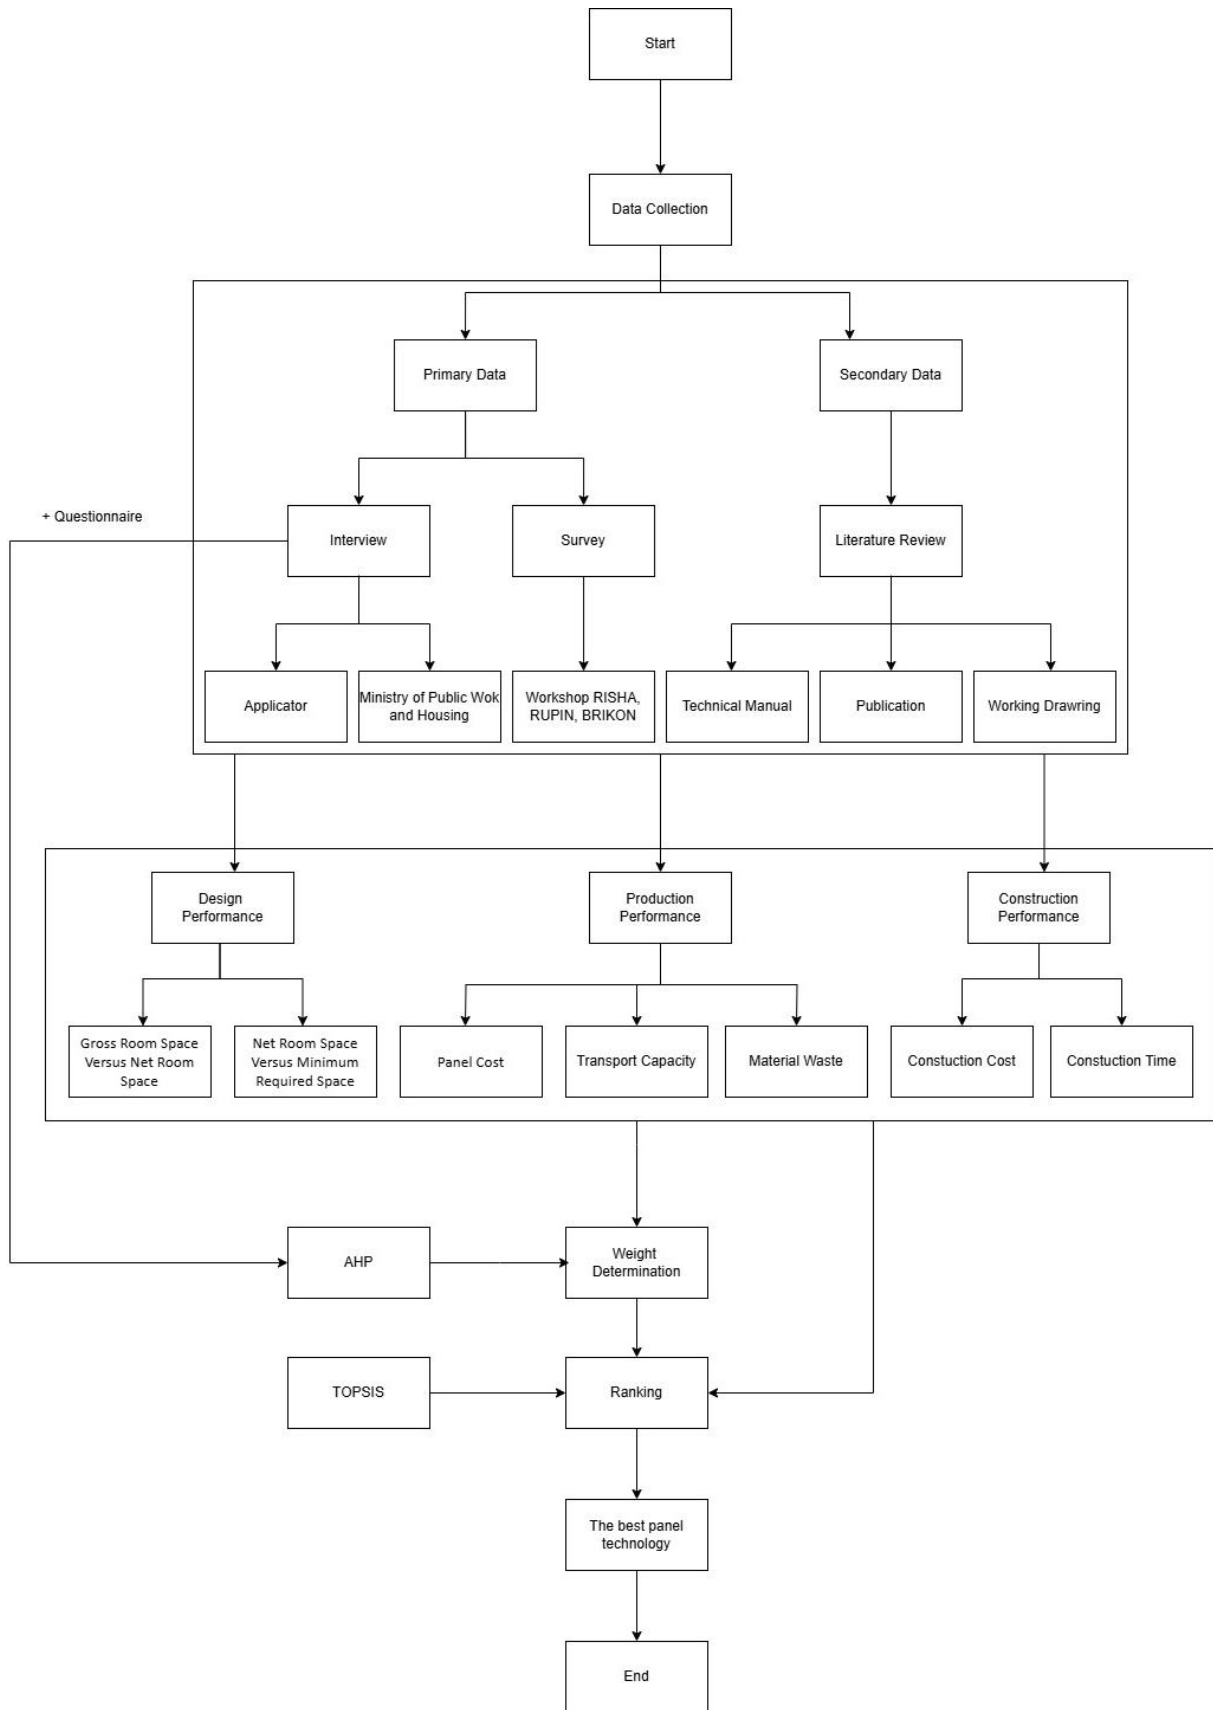 Start
Data Collection
Primary Data
Secondary Data
+ Questionnaire
Interview
Survey
Literature Review
Applicator
Ministry of Public Wok
and Housing
Workshop RISHA,
RUPIN, BRIKON
Technical Manual
Publication
Working Drawring
Design
Performance
Production
Performance
Construction
Performance
Gross Room Space
Versus Net Room
Space
Net Room Space
Versus Minimum
Required Space
Panel Cost
Transport Capacity
Material Waste
Constuction Cost
Constuction Time
AHP
Weight
Determination
TOPSIS
Ranking
The best panel
technology
End